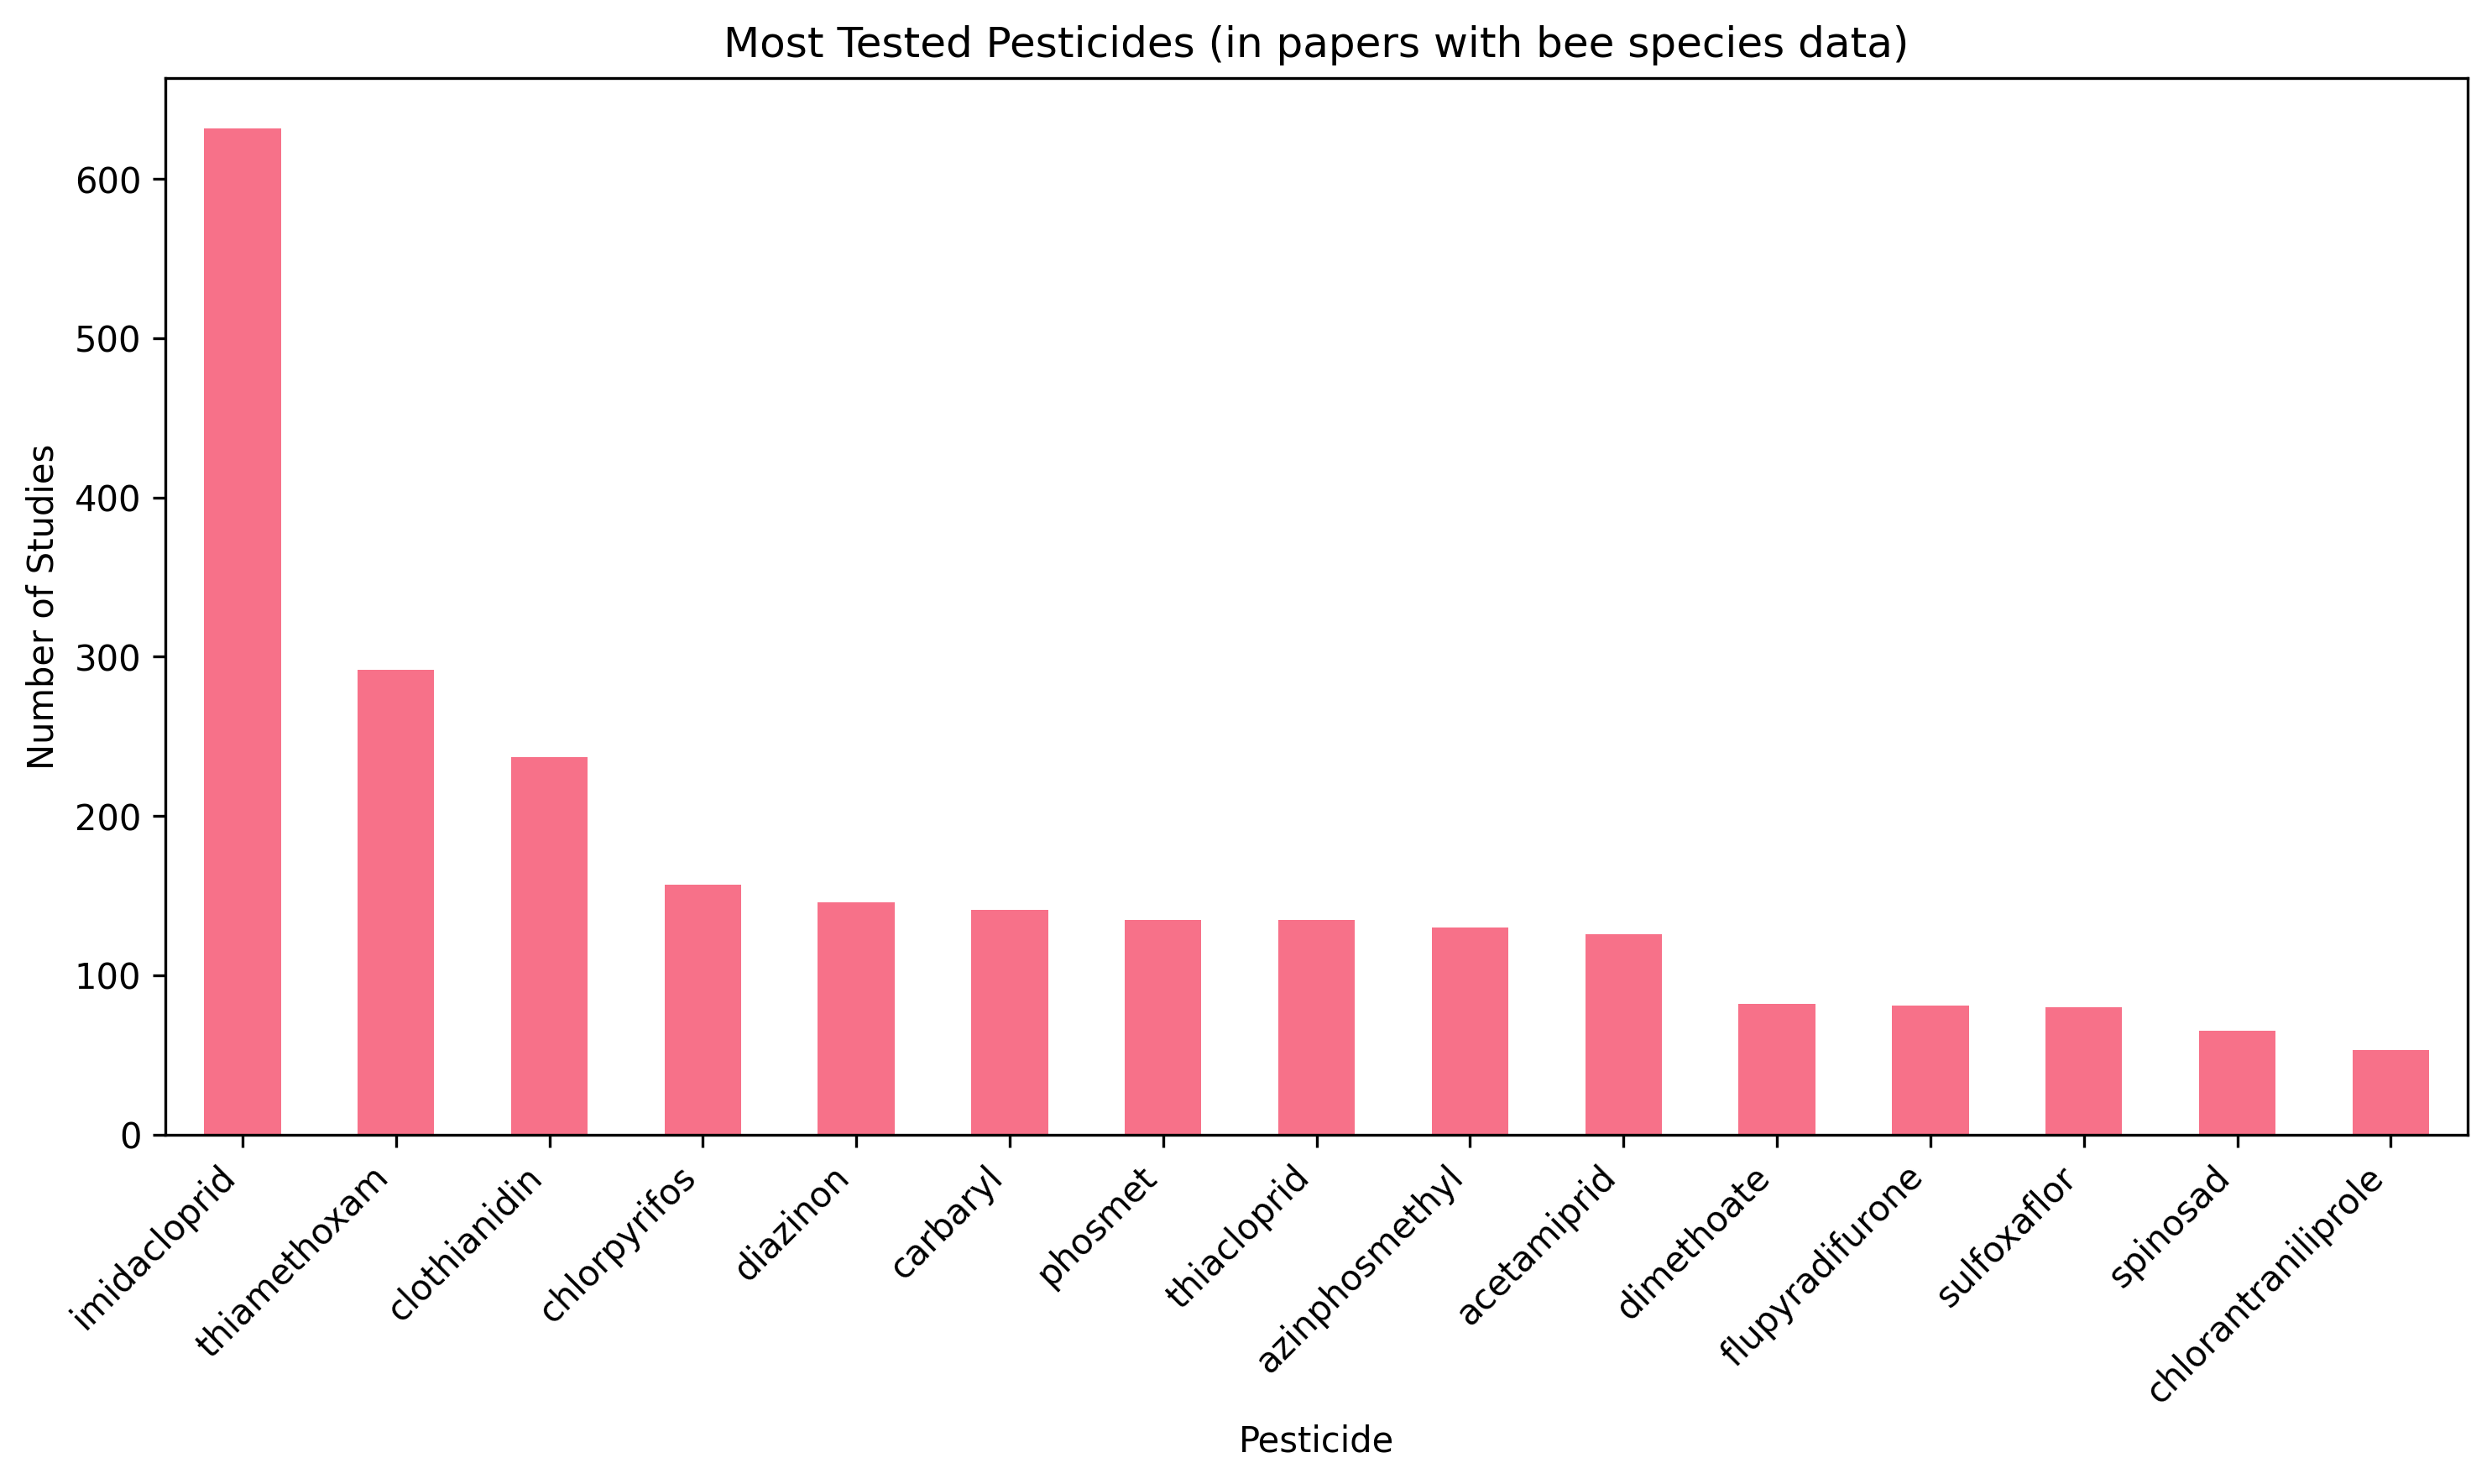 Most Tested Pesticides (in papers with bee species data)
Number of Studies
600
500
400
300
200
100
0
imidacloprid
thiamethoxam
clothianidin
chlorpyrifos
diazinon
carbaryl
phosmet
thiacloprid
azinphosmethyl
acetamiprid
dimethoate
flupyradifurone
sulfoxaflor
spinosad
chlorantraniliprole
Pesticide